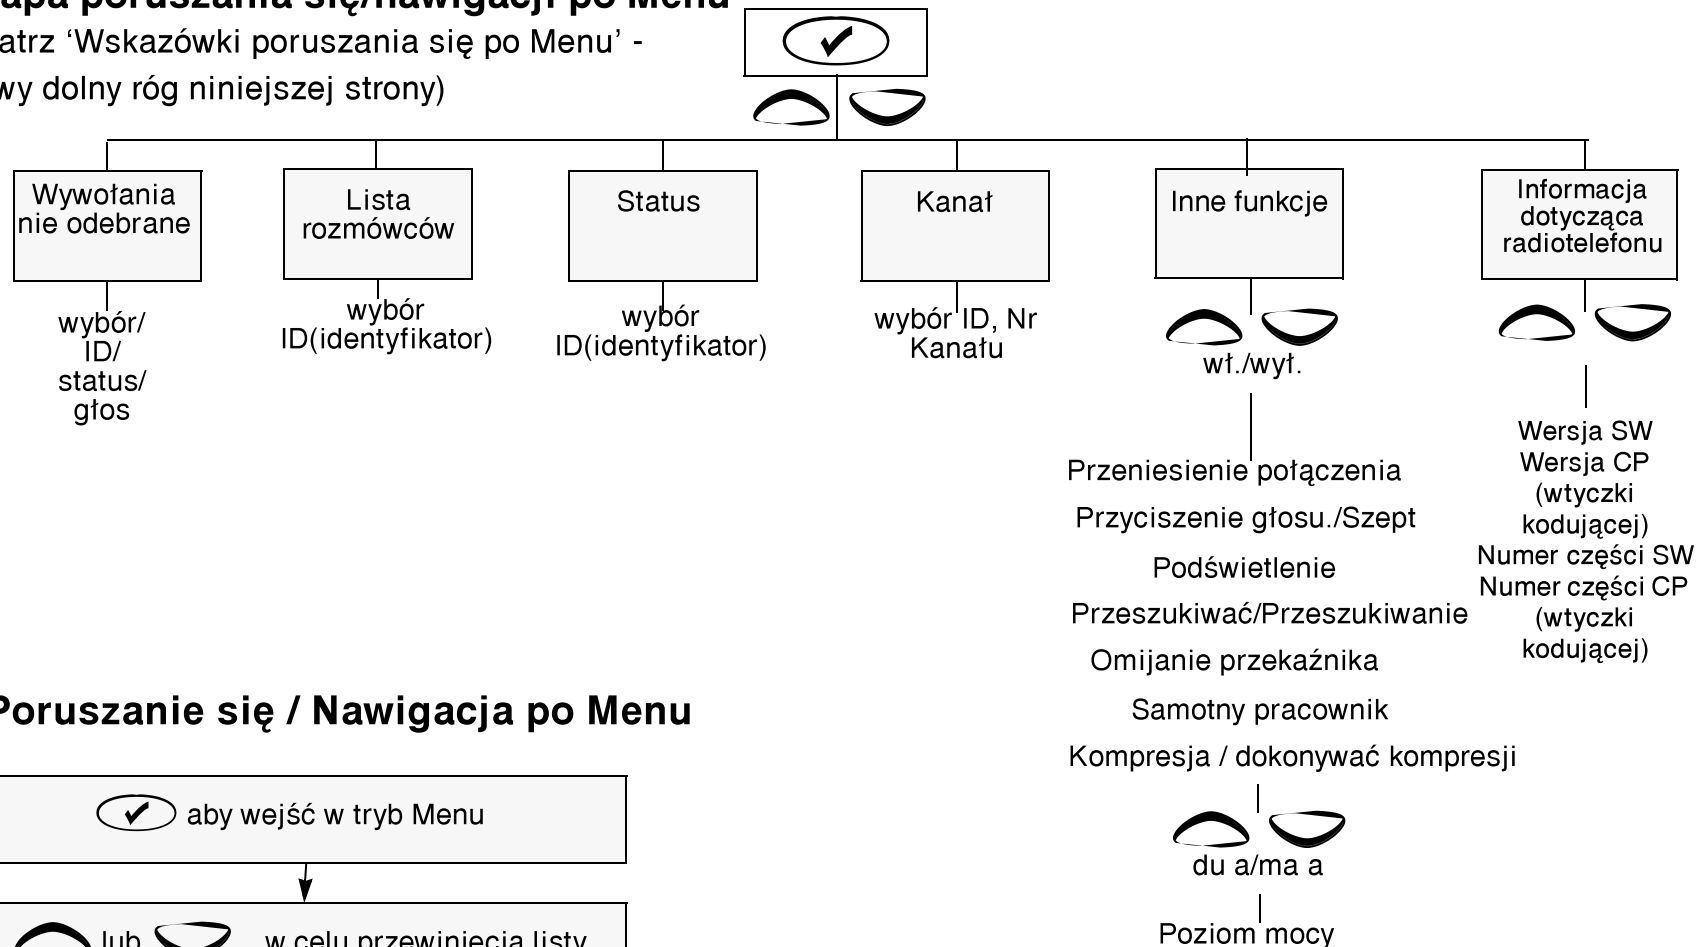 apa poruszania się/nawigacji po Menu
atrz ‘Wskazówki poruszania się po Menu’ -
wy dolny róg niniejszej strony)
Wywołania
nie odebrane
wybór/
ID/
status/
głos
Lista
rozmówców
wybór
ID(identyfikator)
Status
wybór
ID(identyfikator)
Kanał
wybór ID, Nr
Kanału
Inne funkcje
wł./wył.
Przeniesienie połączenia
Przyciszenie głosu./Szept
Podświetlenie
Przeszukiwać/Przeszukiwanie
Omijanie przekaźnika
Samotny pracownik
Kompresja / dokonywać kompresji
du a/ma a
Poziom mocy
Informacja
dotycząca
radiotelefonu
Wersja SW
Wersja CP
(wtyczki
kodującej)
Numer części SW
Numer części CP
(wtyczki
kodującej)
Poruszanie się / Nawigacja po Menu
aby wejść w tryb Menu
lub w celu przewinięcia listy